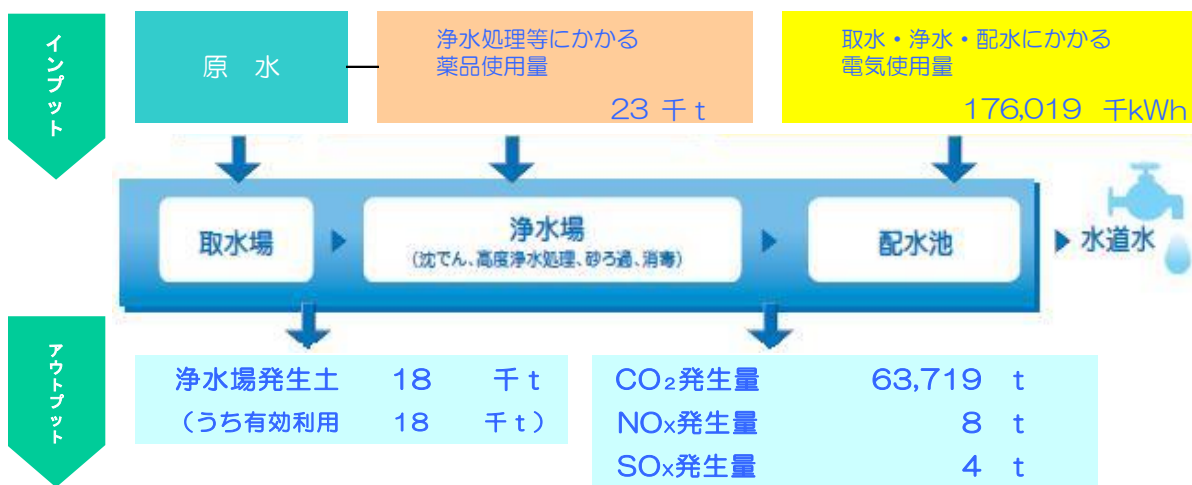 インプット
原　水
浄水処理等にかかる
薬品使用量
23 千ｔ
取水・浄水・配水にかかる
電気使用量
176,019 千kWh
取水場
浄水場
（沈でん、高度浄水処理、砂ろ過、消毒）
配水池
水道水
アウトプット
浄水場発生土 18 千ｔ
（うち有効利用 18 千ｔ）
CO₂発生量 63,719 ｔ
NOx発生量 8 ｔ
SOx発生量 4 ｔ